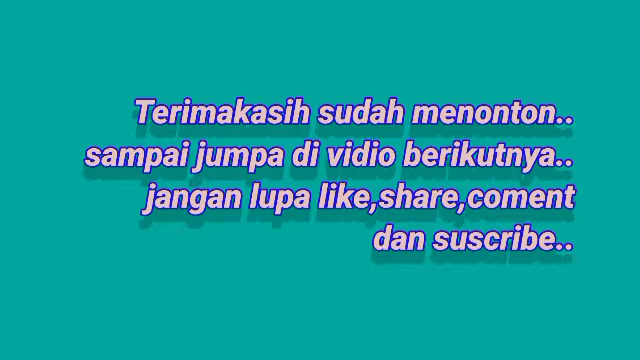 Terimakasih sudah menonton..
sampai jumpa di vidio berikutnya..
jangan lupa like,share,coment
dan suscribe..